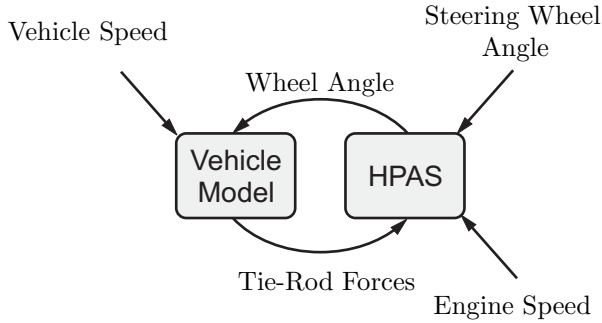 Vehicle Speed
Steering Wheel
Angle
Wheel Angle
Vehicle
Model
HPAS
Tie-Rod Forces
Engine Speed